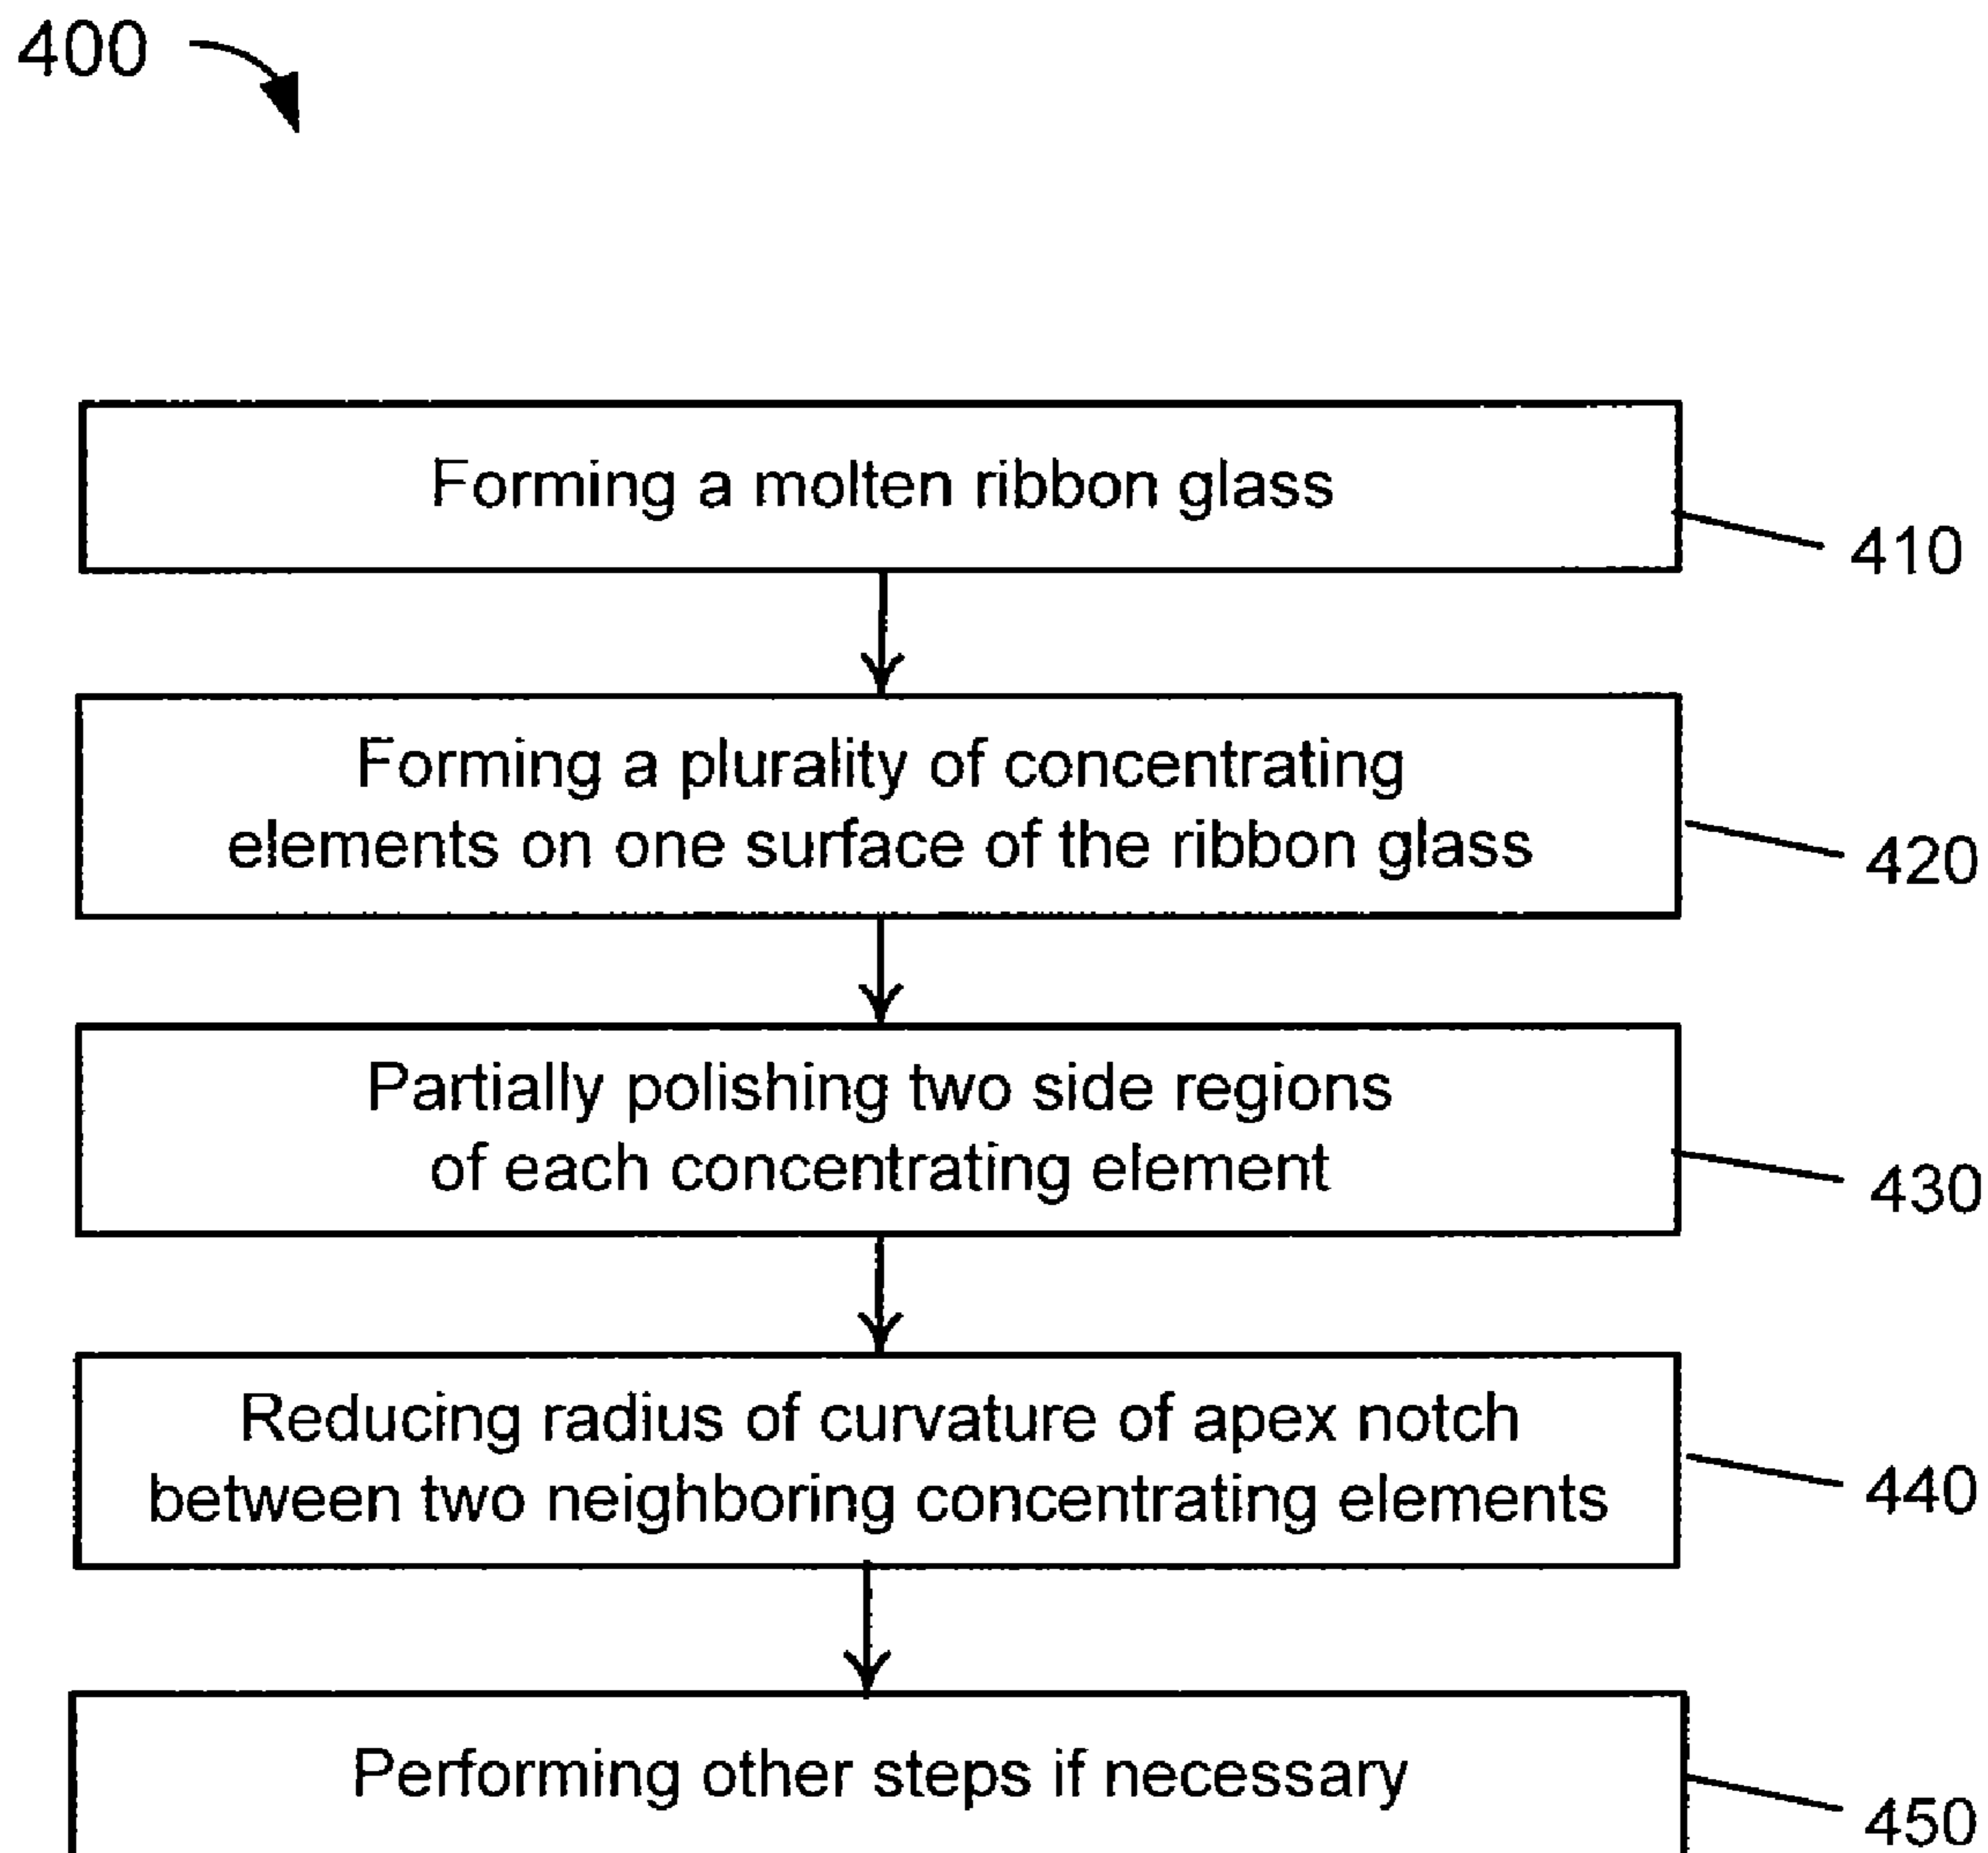 400
Forming a molten ribbon glass
410
Forming a plurality of concentrating
elements on one surface of the ribbon glass
420
Partially polishing two side regions
of each concentrating element
430
Reducing radius of curvature of apex notch
between two neighboring concentrating elements
440
Performing other steps if necessary
450